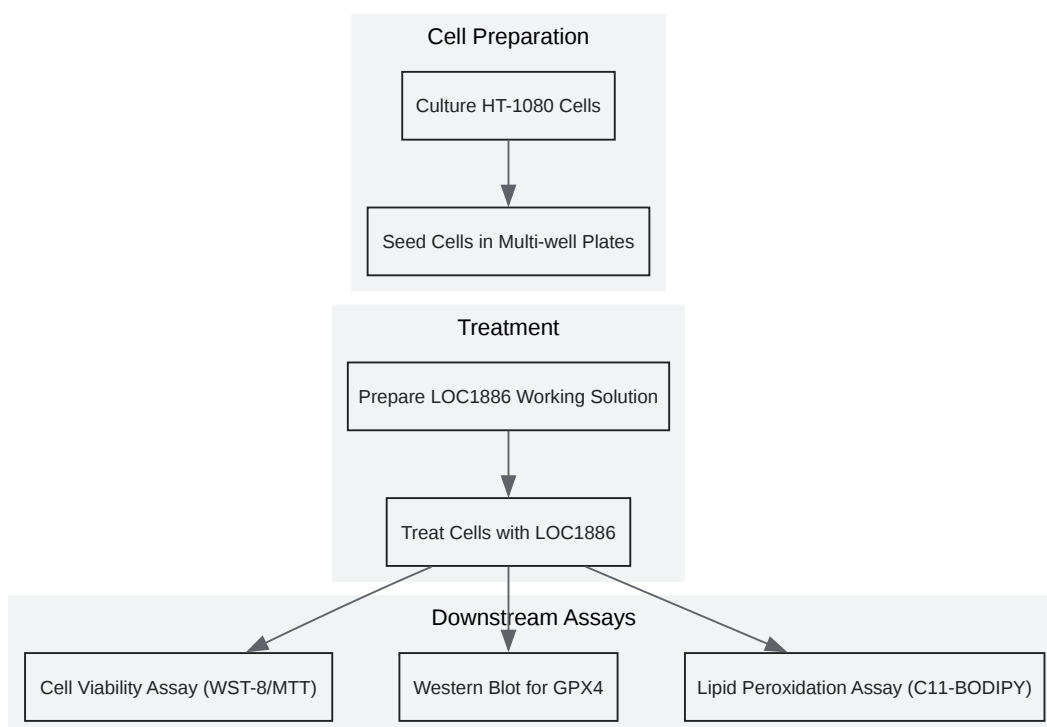 Cell Preparation
Culture HT-1080 Cells
Seed Cells in Multi-well Plates
Treatment
Prepare LOC1886 Working Solution
Treat Cells with LOC1886
Downstream Assays
Cell Viability Assay (WST-8/MTT)
Western Blot for GPX4
Lipid Peroxidation Assay (C11-BODIPY)